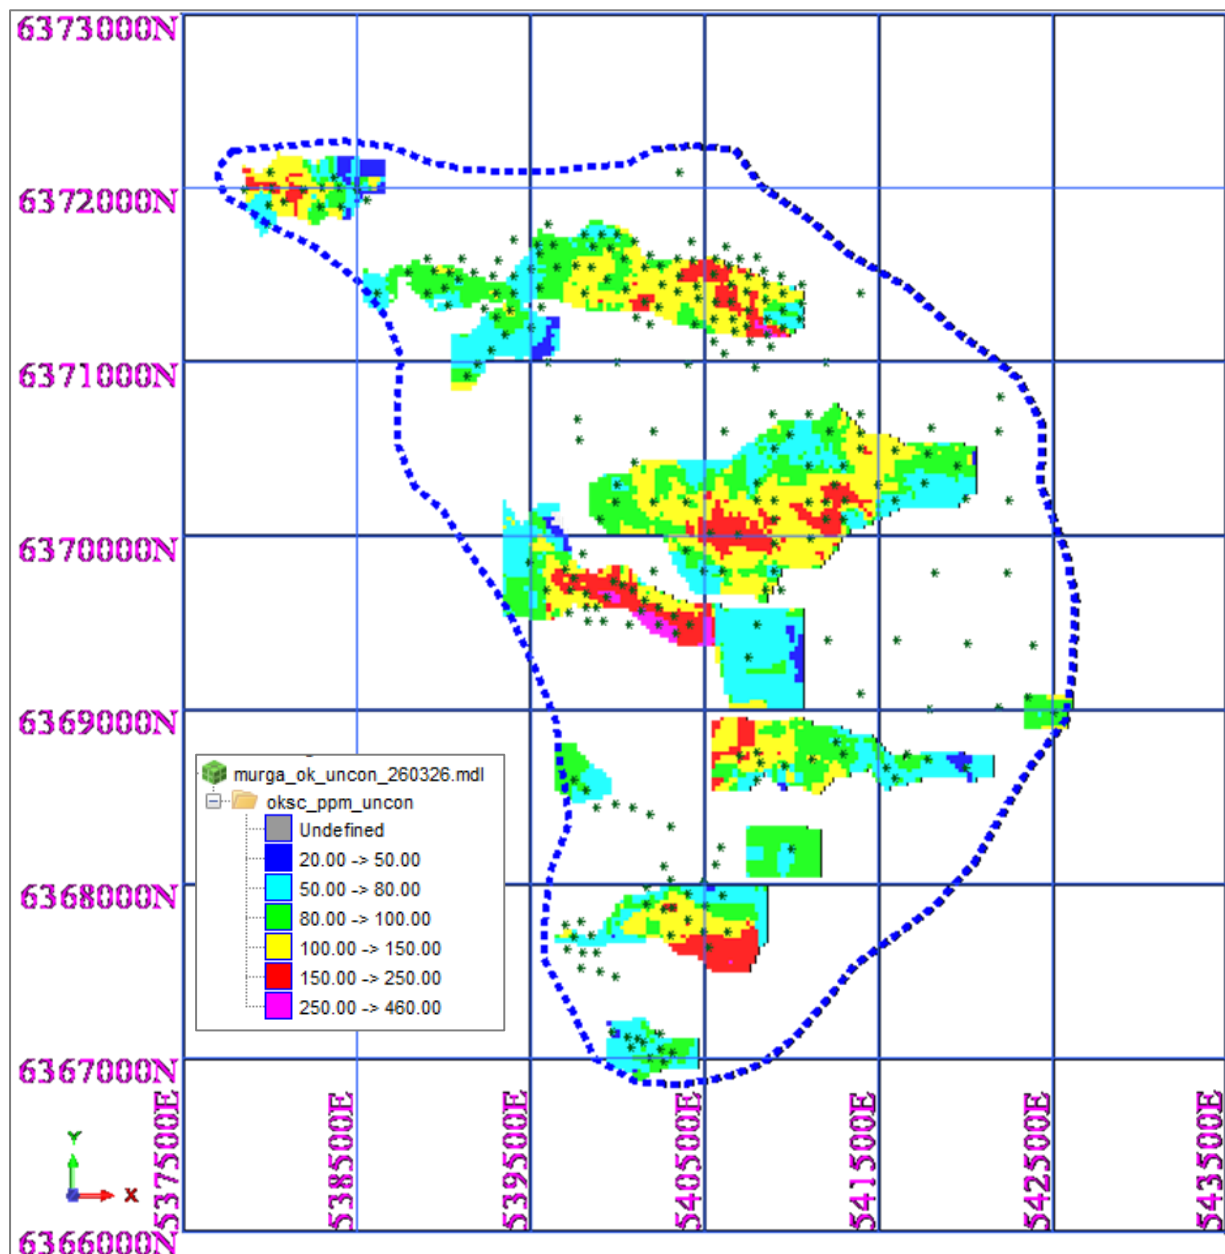 6373000N
6372000N
6371000N
6370000N
6369000N
murga_ok_uncon_260326.mdl
oksc_ppm_uncon
Undefined
20.00 -> 50.00
50.00 -> 80.00
80.00 -> 100.00
100.00 -> 150.00
150.00 -> 250.00
250.00 -> 460.00
6368000N
6367000N
537500E
538500E
539500E
540500E
541500E
542500E
543500E
Y
X
6366000N